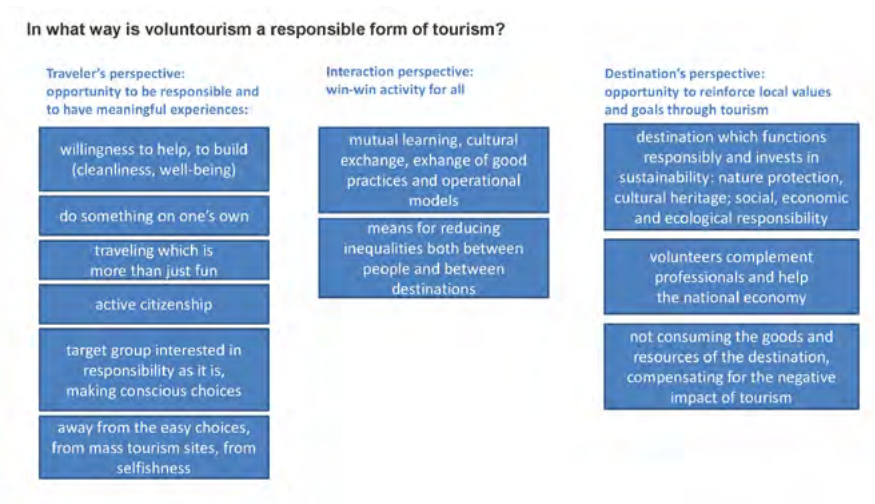 In what way is voluntourism a responsible form of tourism?
Traveler's perspective:
opportunity to be responsible and
to have meaningful experiences:
willingness to help, to build
(cleanliness, well-being)
do something on one's own
traveling which is
more than just fun
active citizenship
target group interested in
responsibility as it is,
making conscious choices
away from the easy choices,
from mass tourism sites, from
selfishness
Interaction perspective:
win-win activity for all
mutual learning, cultural
exchange, exhange of good
practices and operational
models
means for reducing
inequalities both between
people and between
destinations
Destination's perspective:
opportunity to reinforce local values
and goals through tourism
destination which functions
responsibly and invests in
sustainability: nature protection,
cultural heritage; social, economic
and ecological responsibility
volunteers complement
professionals and help
the national economy
not consuming the goods and
resources of the destination,
compensating for the negative
impact of tourism